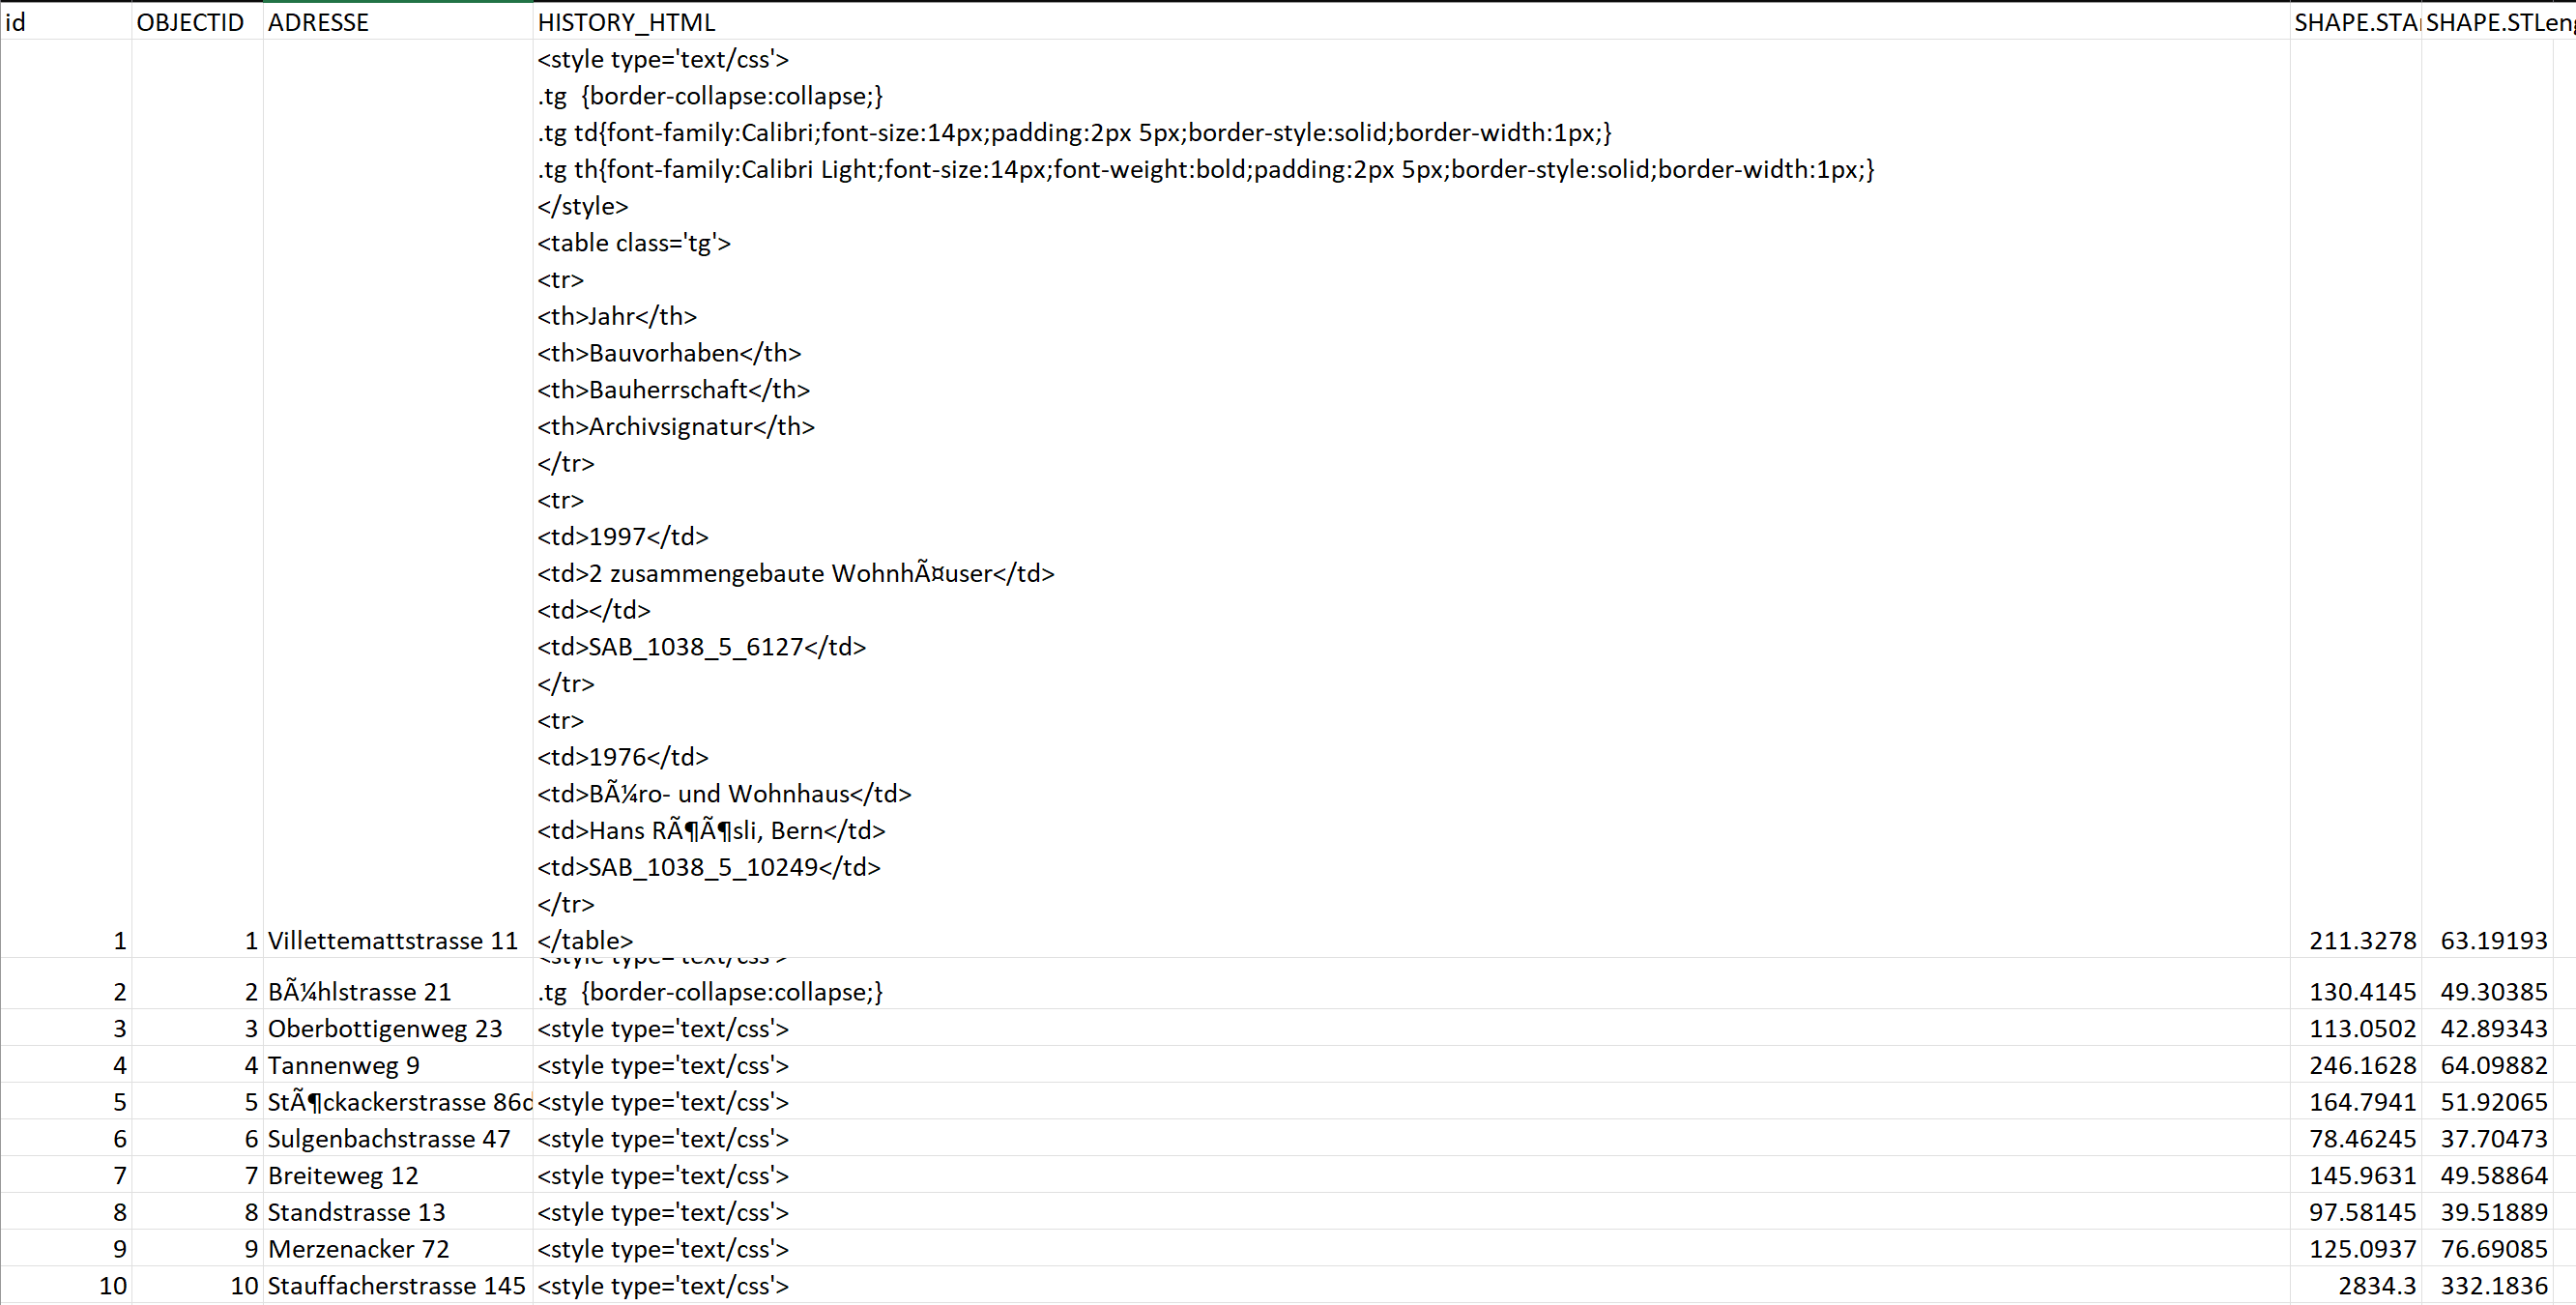 id OBJECTID ADRESSE HISTORY_HTML SHAPE.STA SHAPE.STLeng
<style type='text/css'>
.tg  {border-collapse:collapse;}
.tg td{font-family:Calibri;font-size:14px;padding:2px 5px;border-style:solid;border-width:1px;}
.tg th{font-family:Calibri Light;font-size:14px;font-weight:bold;padding:2px 5px;border-style:solid;border-width:1px;}
</style>
<table class='tg'>
<tr>
<th>Jahr</th>
<th>Bauvorhaben</th>
<th>Bauherrschaft</th>
<th>Archivsignatur</th>
</tr>
<tr>
<td>1997</td>
<td>2 zusammengebaute WohnhÃ¤user</td>
<td></td>
<td>SAB_1038_5_6127</td>
</tr>
<tr>
<td>1976</td>
<td>BÃ¼ro- und Wohnhaus</td>
<td>Hans RÃ¶Ã¶sli, Bern</td>
<td>SAB_1038_5_10249</td>
</tr>
1 1 Villettemattstrasse 11 </table> 211.3278 63.19193
<style type='text/css'>
2 2 BÃ¼hlstrasse 21 .tg  {border-collapse:collapse;} 130.4145 49.30385
3 3 Oberbottigenweg 23 <style type='text/css'> 113.0502 42.89343
4 4 Tannenweg 9 <style type='text/css'> 246.1628 64.09882
5 5 StÃ¶ckackerstrasse 86d <style type='text/css'> 164.7941 51.92065
6 6 Sulgenbachstrasse 47 <style type='text/css'> 78.46245 37.70473
7 7 Breiteweg 12 <style type='text/css'> 145.9631 49.58864
8 8 Standstrasse 13 <style type='text/css'> 97.58145 39.51889
9 9 Merzenacker 72 <style type='text/css'> 125.0937 76.69085
10 10 Stauffacherstrasse 145 <style type='text/css'> 2834.3 332.1836